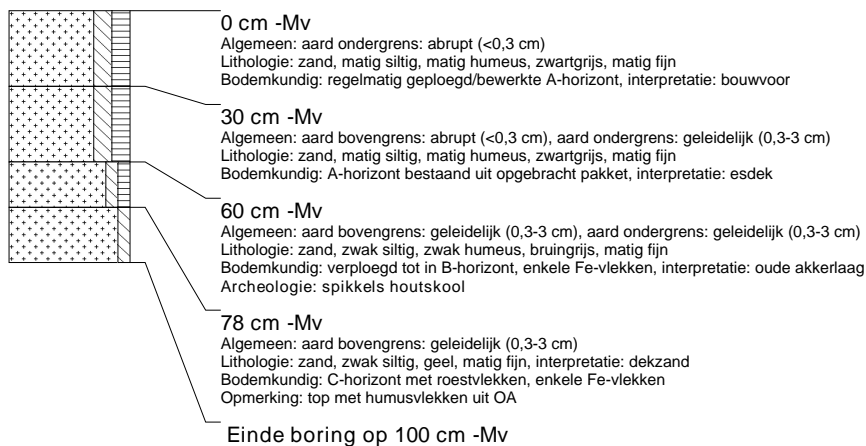 0 cm -Mv
Algemeen: aard ondergrens: abrupt (<0,3 cm)
Lithologie: zand, matig siltig, matig humeus, zwartgrijs, matig fijn
Bodemkundig: regelmatig geploegd/bewerkte A-horizont, interpretatie: bouwvoor
30 cm -Mv
Algemeen: aard bovengrens: abrupt (<0,3 cm), aard ondergrens: geleidelijk (0,3-3 cm)
Lithologie: zand, matig siltig, matig humeus, zwartgrijs, matig fijn
Bodemkundig: A-horizont bestaand uit opgebracht pakket, interpretatie: esdek
60 cm -Mv
Algemeen: aard bovengrens: geleidelijk (0,3-3 cm), aard ondergrens: geleidelijk (0,3-3 cm)
Lithologie: zand, zwak siltig, zwak humeus, bruingrijs, matig fijn
Bodemkundig: verploegd tot in B-horizont, enkele Fe-vlekken, interpretatie: oude akkerlaag
Archeologie: spikkels houtskool
78 cm -Mv
Algemeen: aard bovengrens: geleidelijk (0,3-3 cm)
Lithologie: zand, zwak siltig, geel, matig fijn, interpretatie: dekzand
Bodemkundig: C-horizont met roestvlekken, enkele Fe-vlekken
Opmerking: top met humusvlekken uit OA
Einde boring op 100 cm -Mv